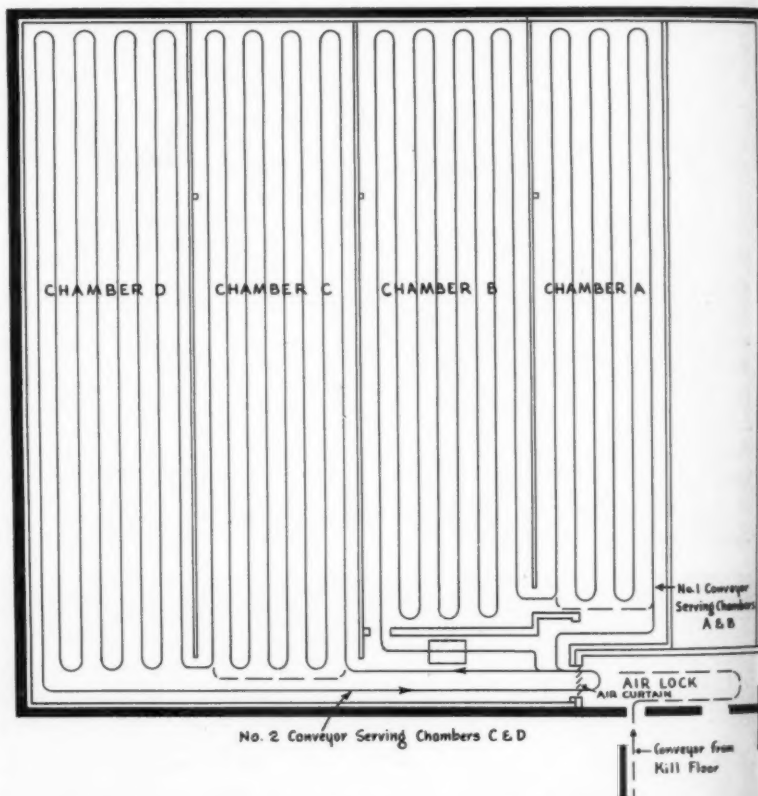 CHAMBER D
CHAMBER C
CHAMBER B
CHAMBER A
No.1 Conveyor
Serving Chambers
A & B
AIR LOCK
AIR CURTAIN
No. 2 Conveyor Serving Chambers C & D
Conveyor from
Kill Floor